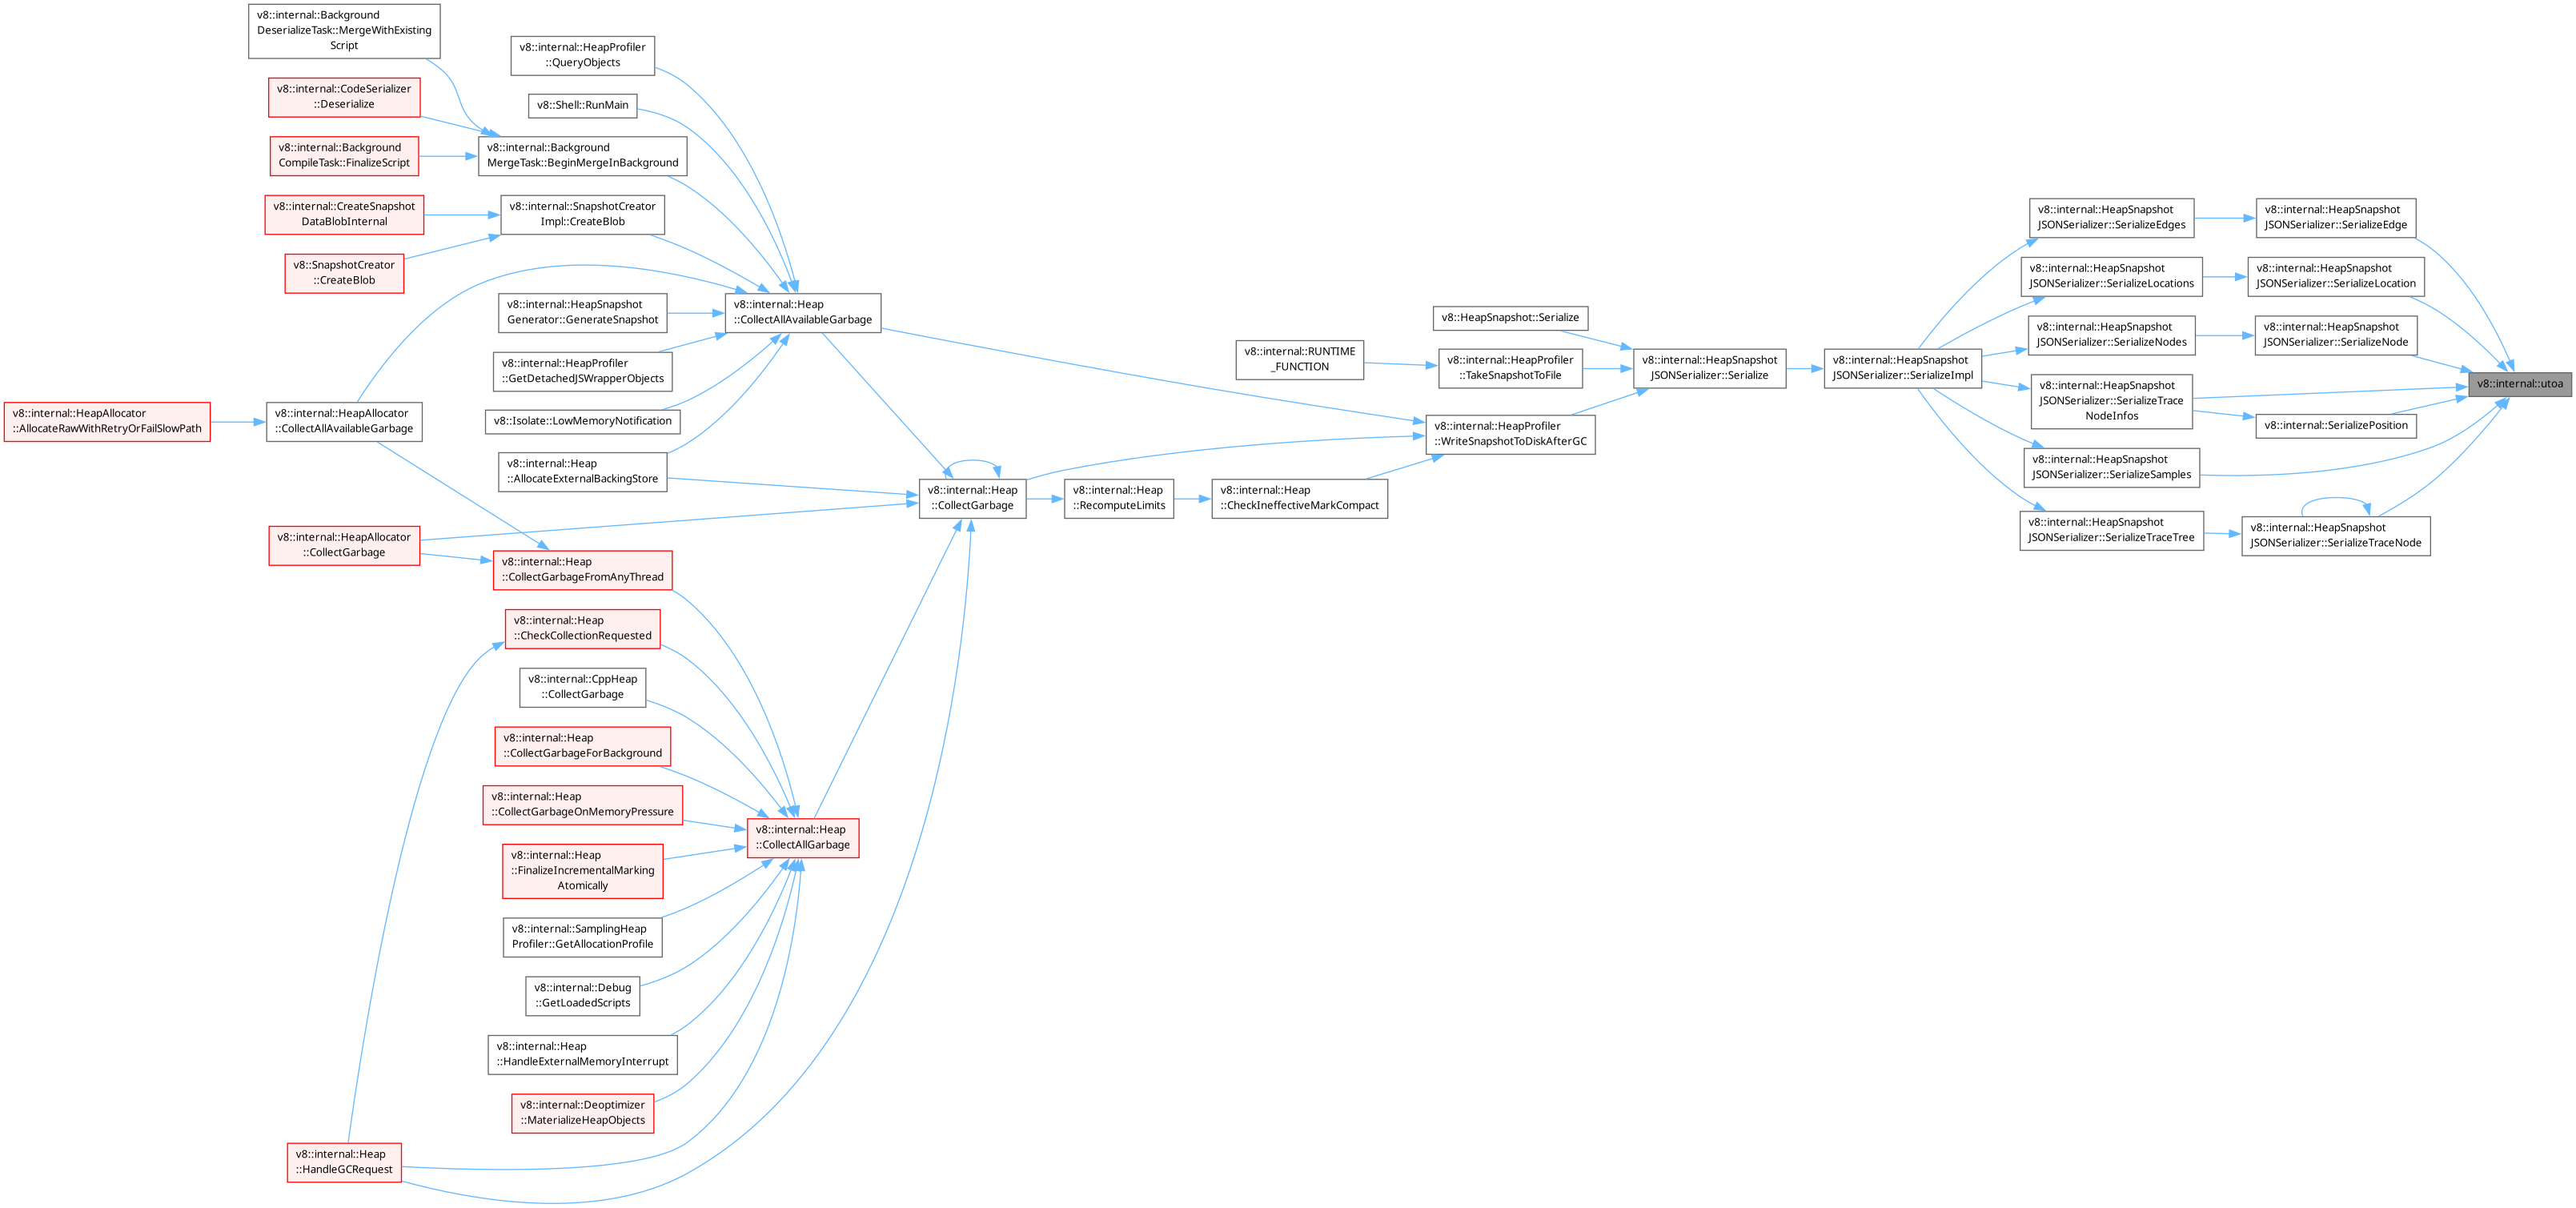 v8::internal::Background
DeserializeTask::MergeWithExisting
Script
v8::internal::CodeSerializer
::Deserialize
v8::internal::Background
CompileTask::FinalizeScript
v8::internal::CreateSnapshot
DataBlobInternal
v8::SnapshotCreator
::CreateBlob
v8::internal::HeapAllocator
::AllocateRawWithRetryOrFailSlowPath
v8::internal::HeapAllocator
::CollectAllAvailableGarbage
v8::internal::HeapAllocator
::CollectGarbage
v8::internal::Heap
::HandleGCRequest
v8::internal::HeapProfiler
::QueryObjects
v8::Shell::RunMain
v8::internal::Background
MergeTask::BeginMergeInBackground
v8::internal::SnapshotCreator
Impl::CreateBlob
v8::internal::HeapSnapshot
Generator::GenerateSnapshot
v8::internal::HeapProfiler
::GetDetachedJSWrapperObjects
v8::Isolate::LowMemoryNotification
v8::internal::Heap
::AllocateExternalBackingStore
v8::internal::Heap
::CollectGarbageFromAnyThread
v8::internal::Heap
::CheckCollectionRequested
v8::internal::CppHeap
::CollectGarbage
v8::internal::Heap
::CollectGarbageForBackground
v8::internal::Heap
::CollectGarbageOnMemoryPressure
v8::internal::Heap
::FinalizeIncrementalMarking
Atomically
v8::internal::SamplingHeap
Profiler::GetAllocationProfile
v8::internal::Debug
::GetLoadedScripts
v8::internal::Heap
::HandleExternalMemoryInterrupt
v8::internal::Deoptimizer
::MaterializeHeapObjects
v8::internal::Heap
::CollectAllAvailableGarbage
v8::internal::Heap
::CollectAllGarbage
v8::internal::Heap
::CollectGarbage
v8::internal::Heap
::RecomputeLimits
v8::internal::Heap
::CheckIneffectiveMarkCompact
v8::internal::RUNTIME
_FUNCTION
v8::HeapSnapshot::Serialize
v8::internal::HeapProfiler
::TakeSnapshotToFile
v8::internal::HeapProfiler
::WriteSnapshotToDiskAfterGC
v8::internal::HeapSnapshot
JSONSerializer::Serialize
v8::internal::HeapSnapshot
JSONSerializer::SerializeImpl
v8::internal::HeapSnapshot
JSONSerializer::SerializeEdges
v8::internal::HeapSnapshot
JSONSerializer::SerializeLocations
v8::internal::HeapSnapshot
JSONSerializer::SerializeNodes
v8::internal::HeapSnapshot
JSONSerializer::SerializeTrace
NodeInfos
v8::internal::HeapSnapshot
JSONSerializer::SerializeSamples
v8::internal::HeapSnapshot
JSONSerializer::SerializeTraceTree
v8::internal::HeapSnapshot
JSONSerializer::SerializeEdge
v8::internal::HeapSnapshot
JSONSerializer::SerializeLocation
v8::internal::HeapSnapshot
JSONSerializer::SerializeNode
v8::internal::SerializePosition
v8::internal::HeapSnapshot
JSONSerializer::SerializeTraceNode
v8::internal::utoa